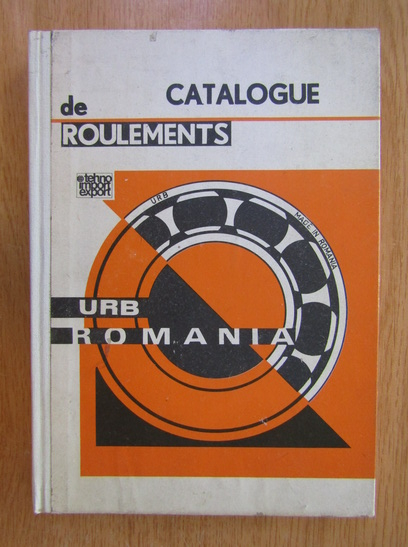 CATALOGUE
de
ROULEMENTS
tehno
import
export
URB
MADE IN ROMANIA
URB
ROMANIA